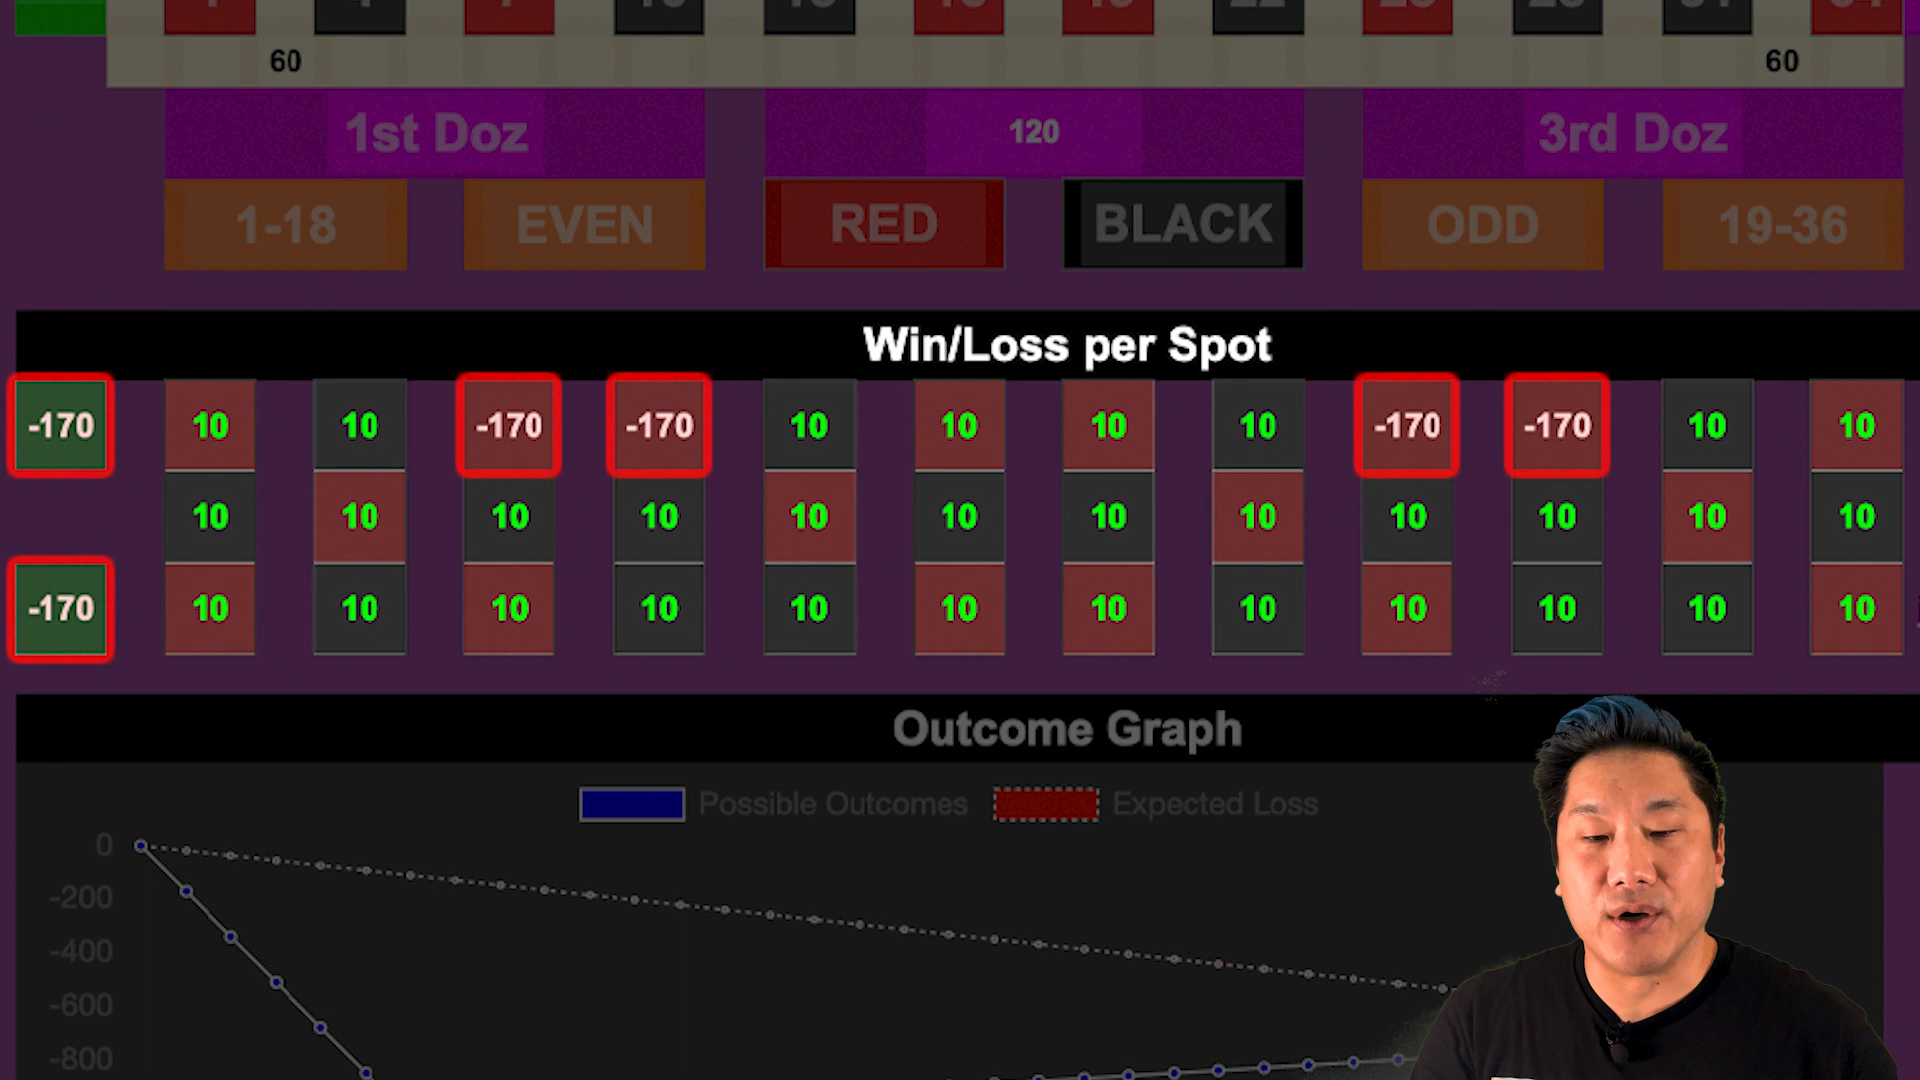 60 60
1st Doz 120 3rd Doz
1-18 EVEN RED BLACK ODD 19-36
Win/Loss per Spot
-170 10 10 -170 -170 10 10 10 10 -170 -170 10 10
10 10 10 10 10 10 10 10 10 10 10 10
-170 10 10 10 10 10 10 10 10 10 10 10 10
Outcome Graph
Possible Outcomes Expected Loss
0
-200
-400
-600
-800